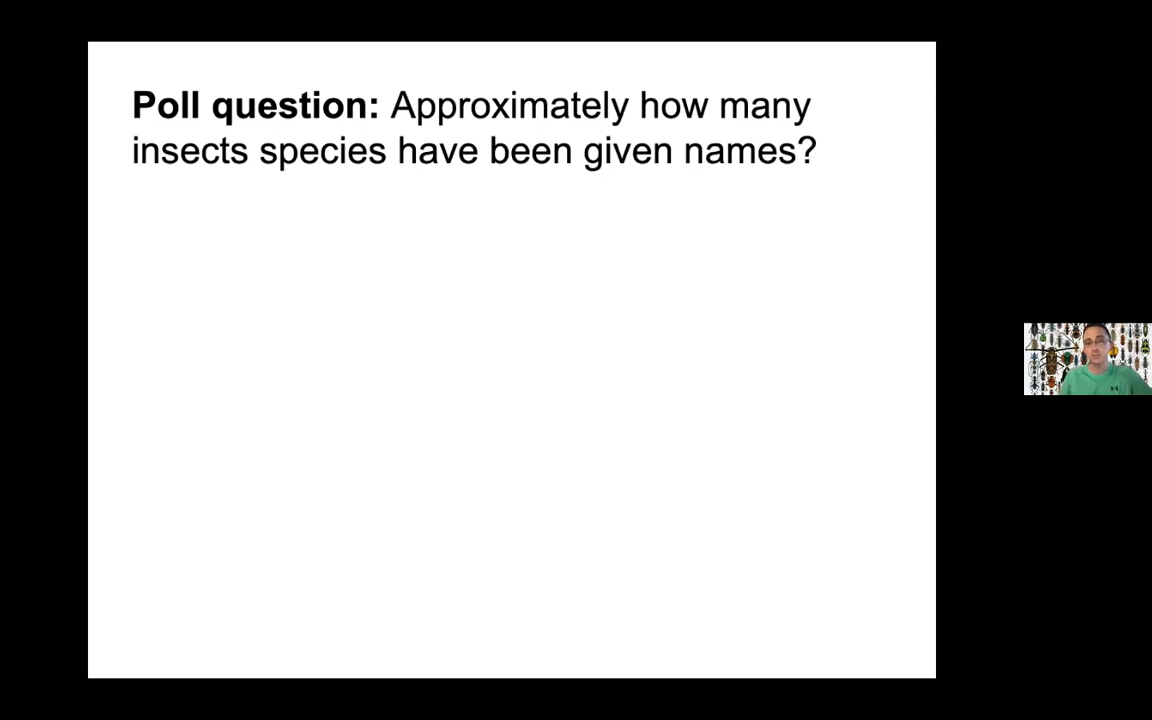 Poll question: Approximately how many
insects species have been given names?